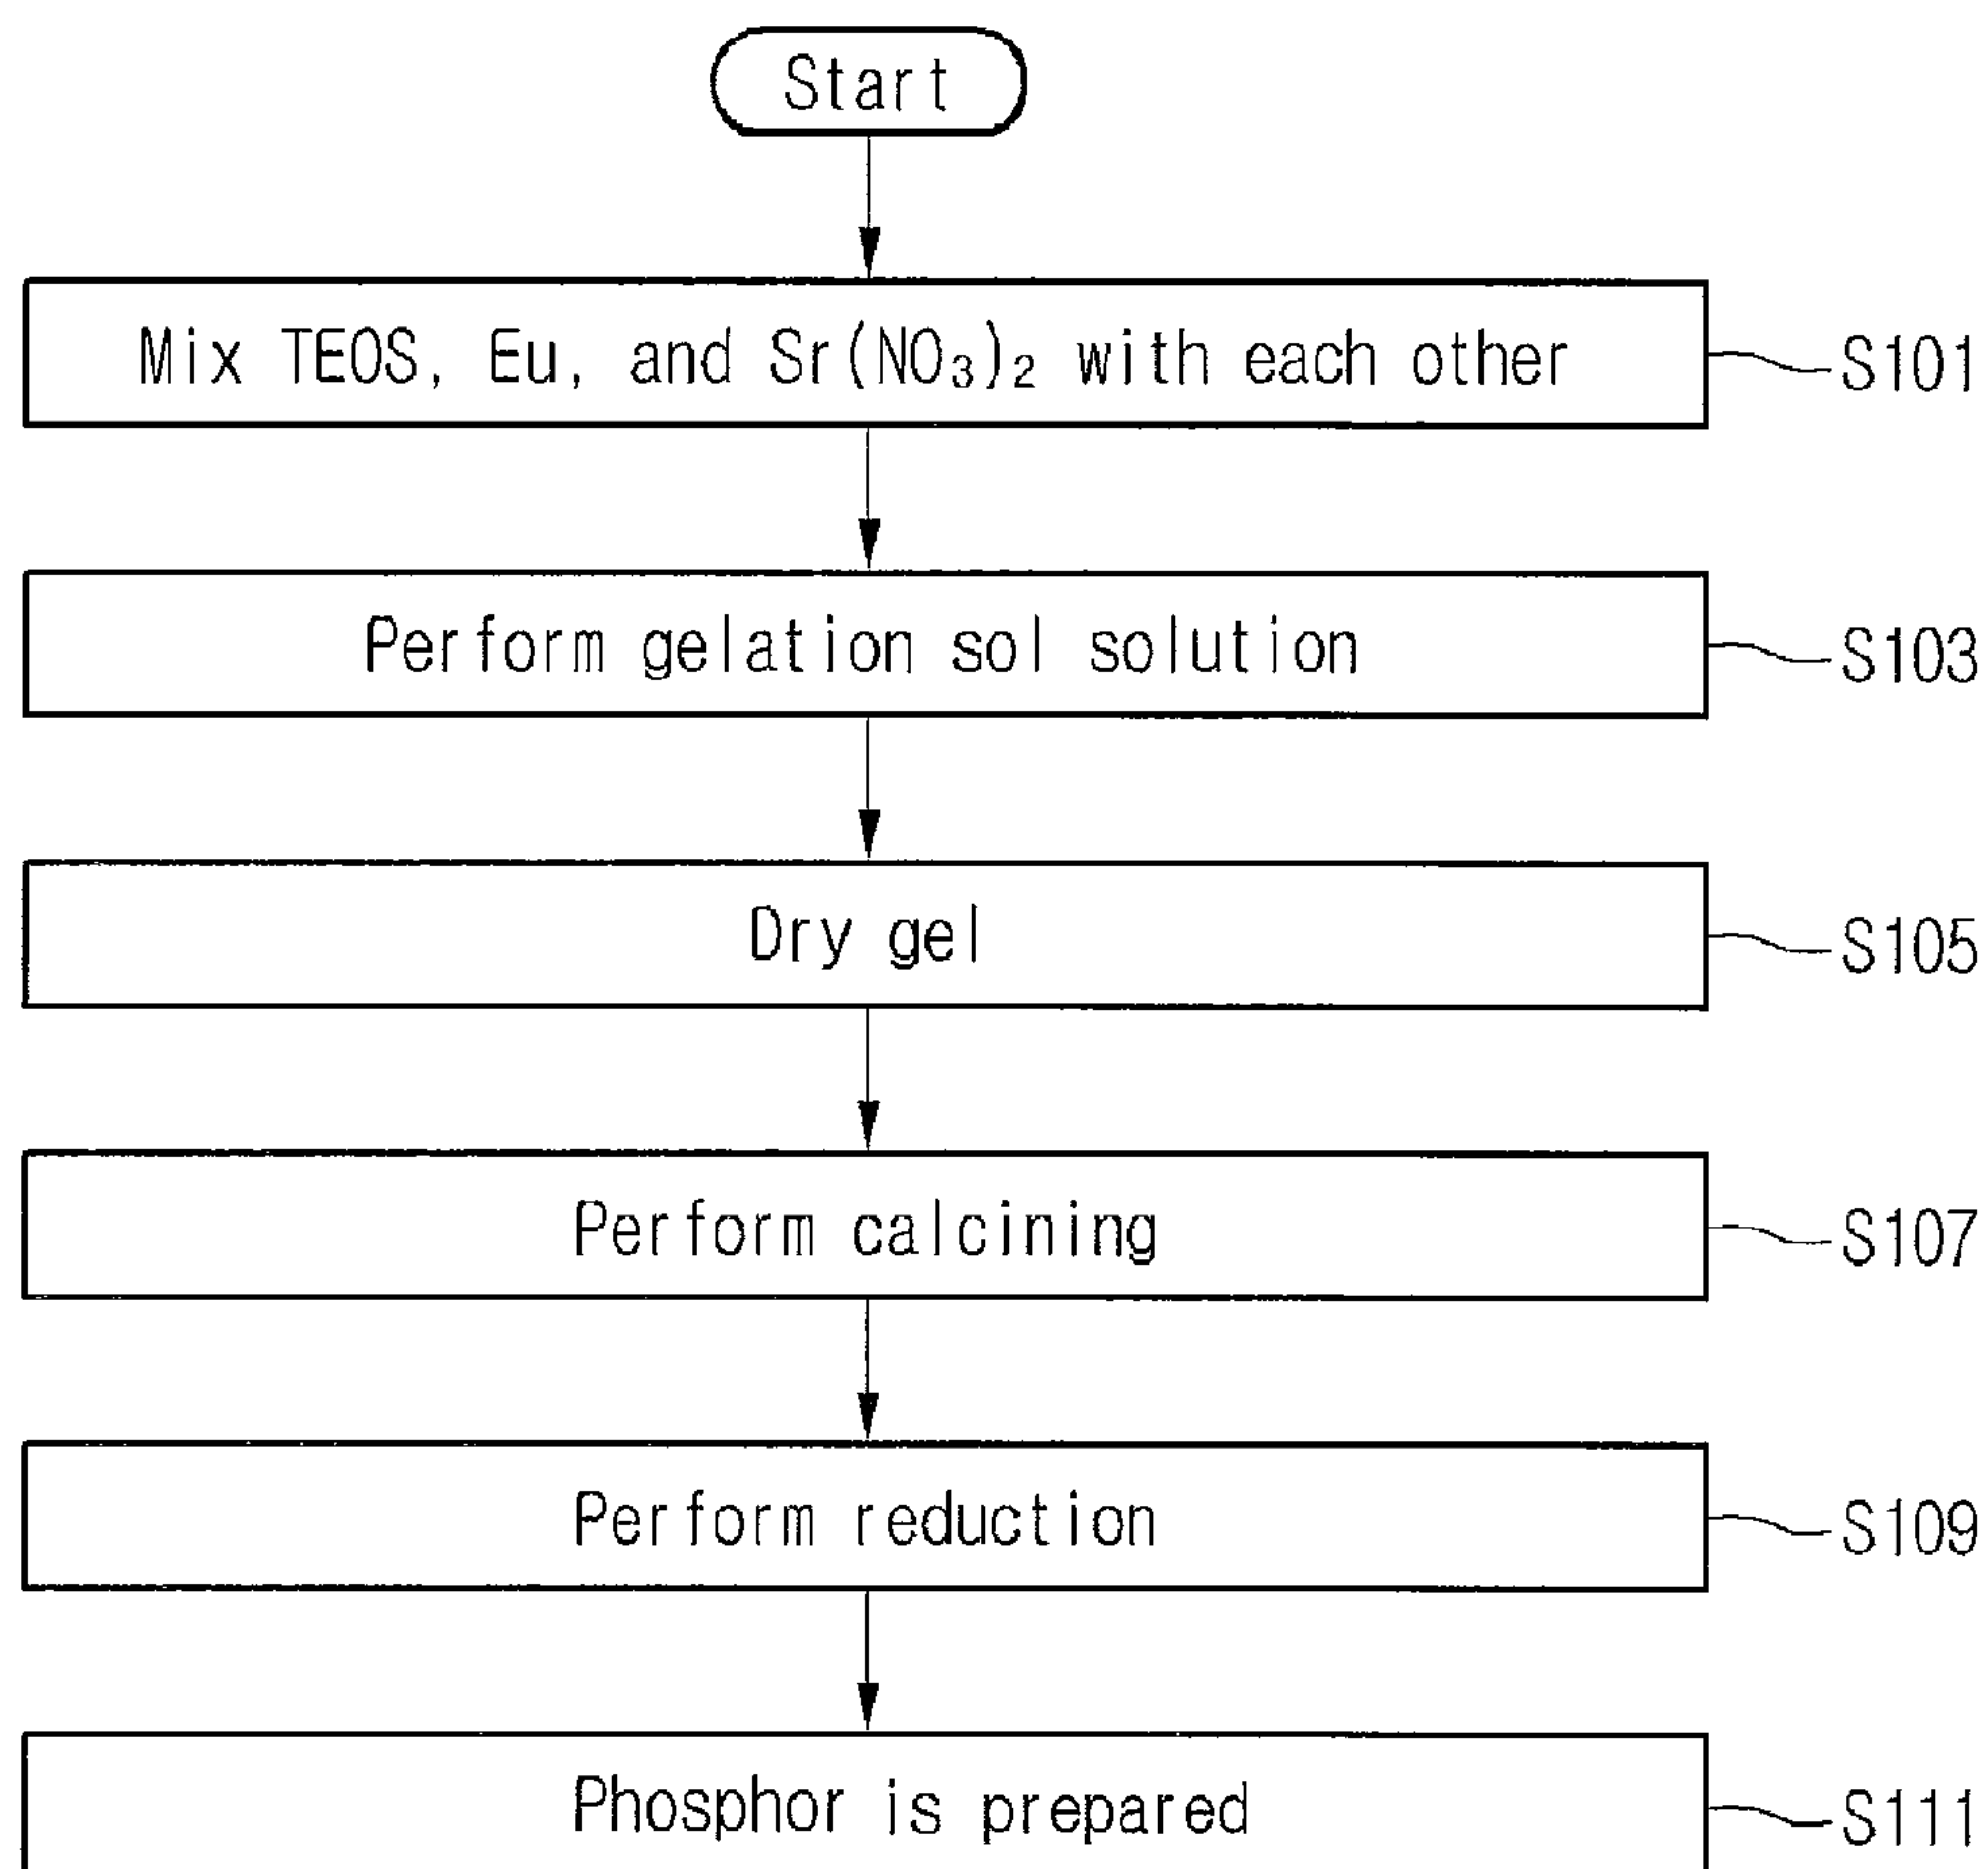 Start
Mix TEOS, Eu, and Sr(NO₃)₂ with each other
S101
Perform gelation sol solution
S103
Dry gel
S105
Perform calcining
S107
Perform reduction
S109
Phosphor is prepared
S111